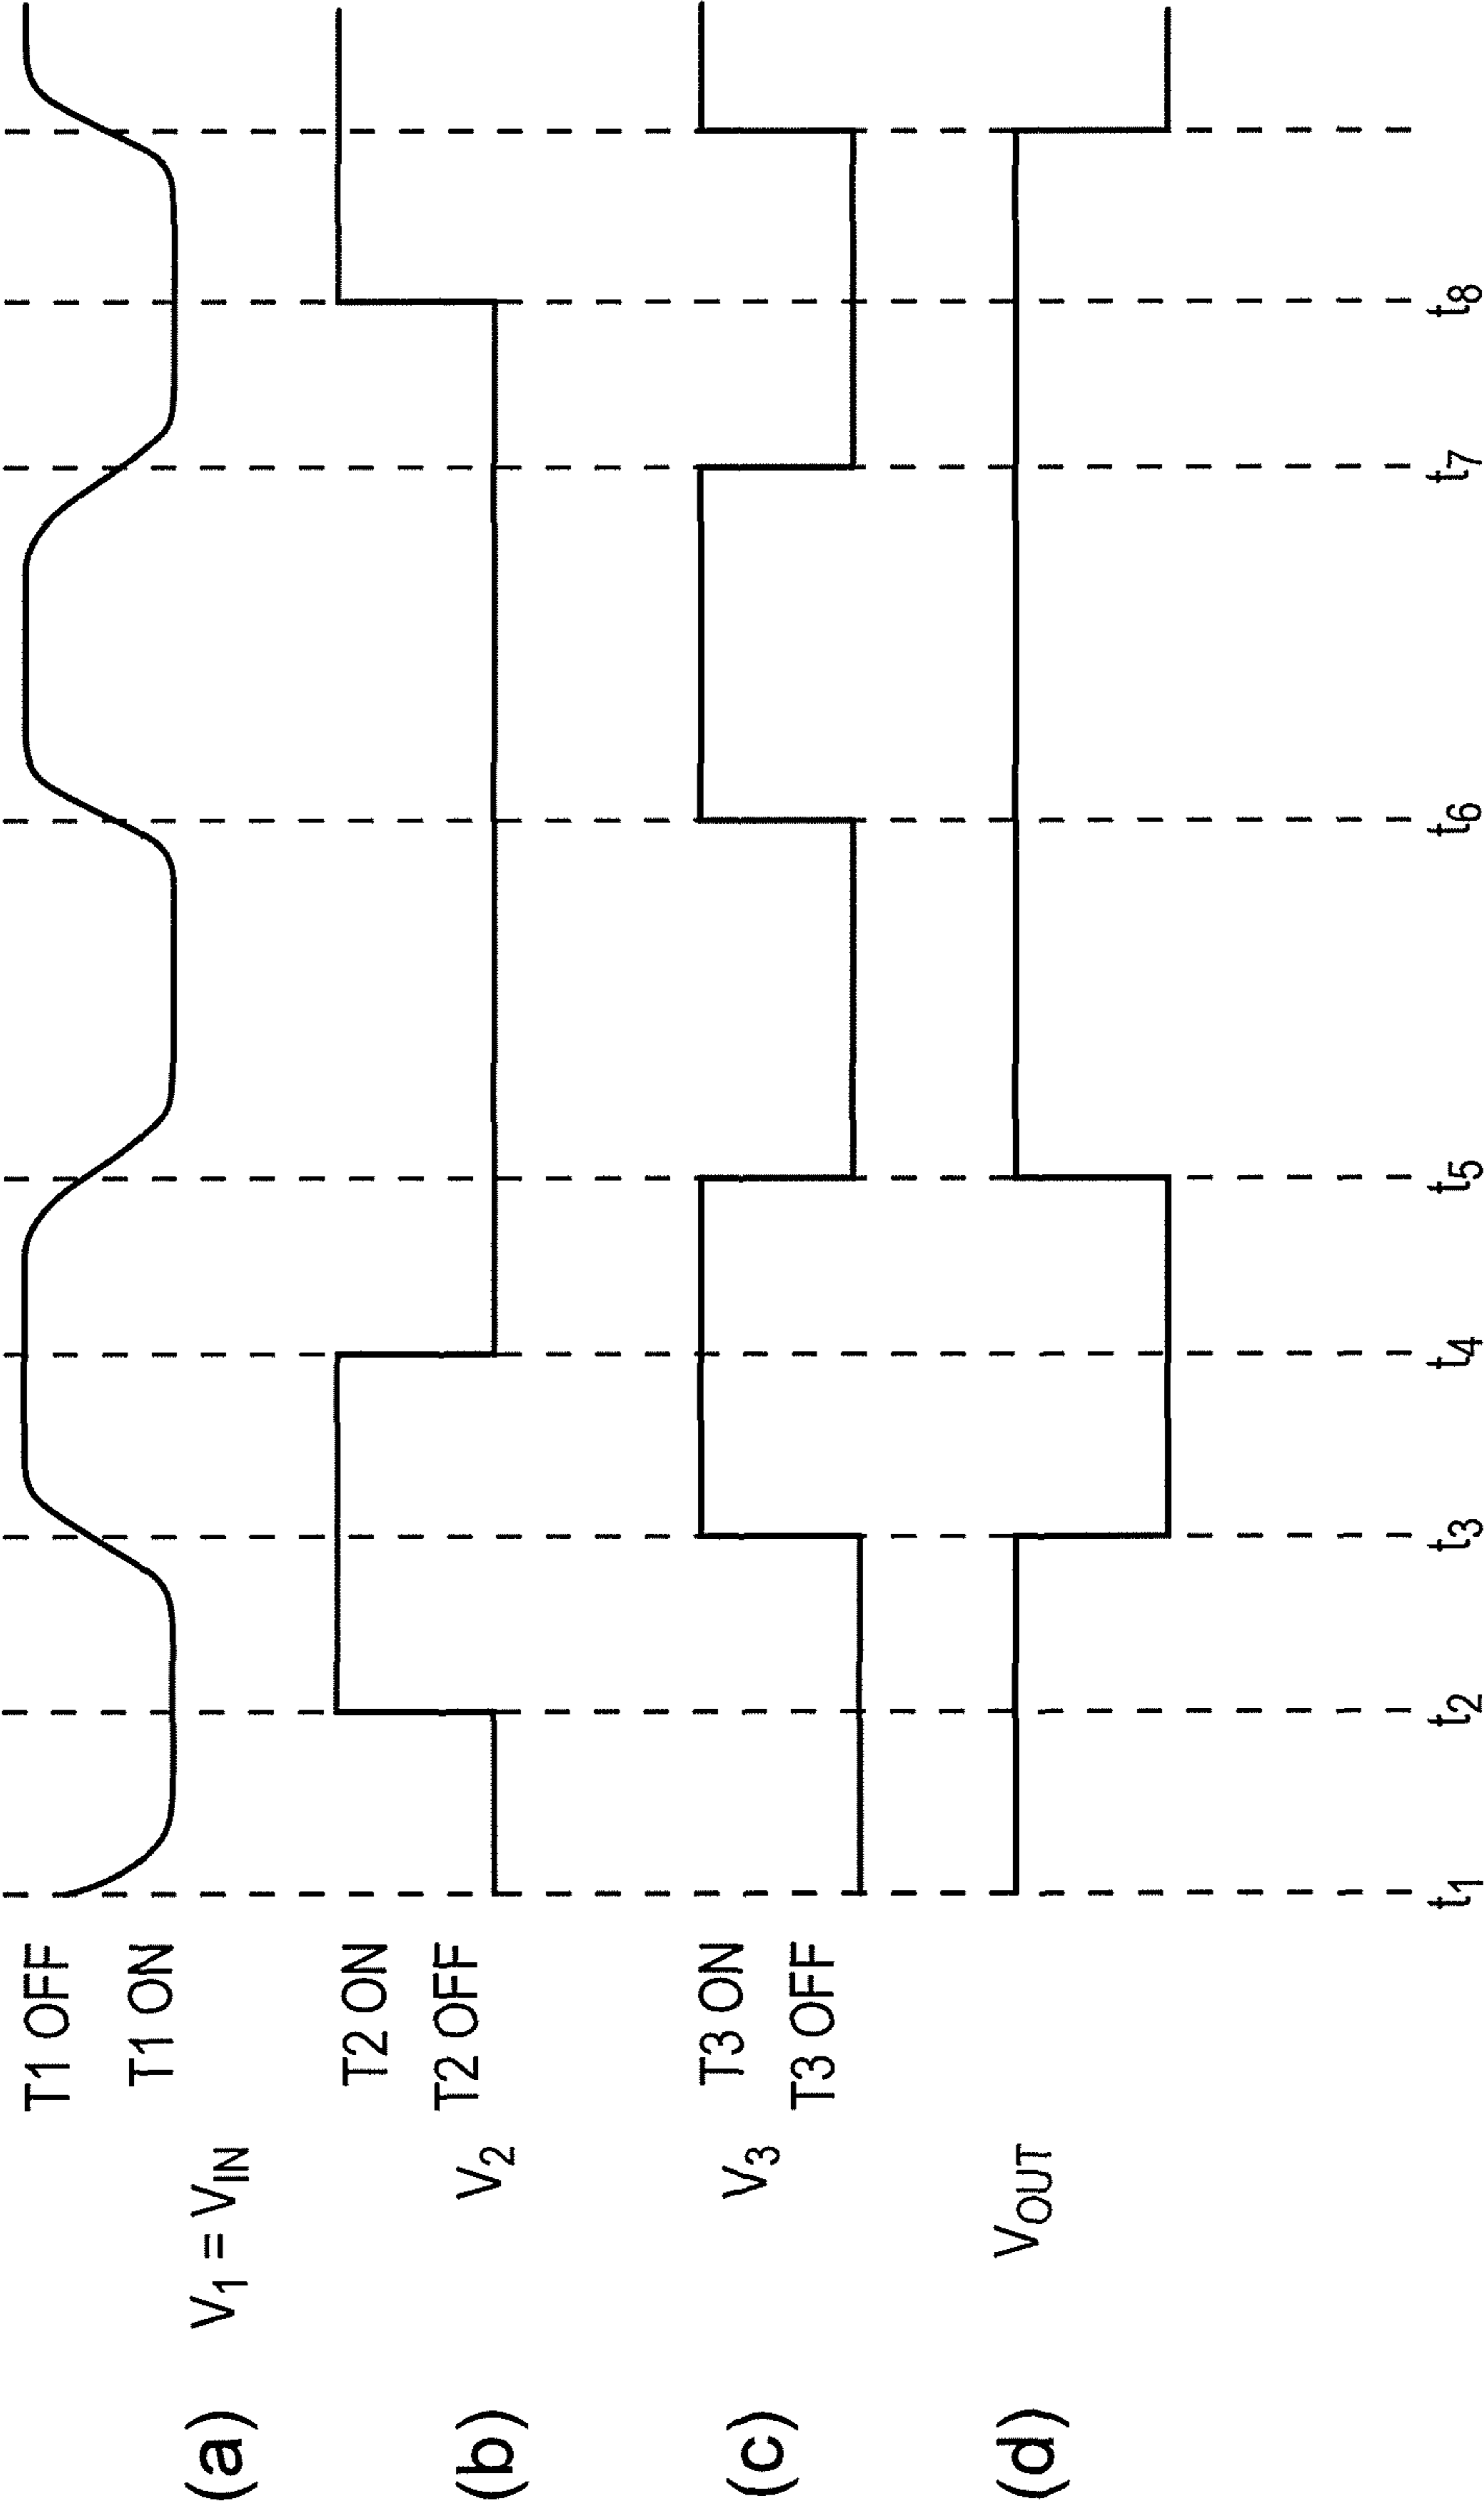 T1 OFF
T1 ON
(a) V1 = VIN
T2 ON
T2 OFF
(b) V2
T3 ON
T3 OFF
(c) V3
(d) VOUT
t1 t2 t3 t4 t5 t6 t7 t8